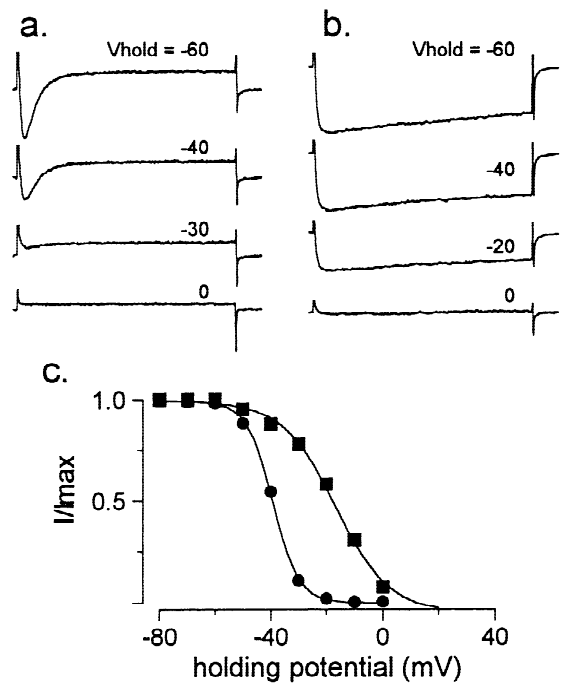 a.
b.
Vhold = -60
Vhold = -60
-40
-40
-30
-20
0
0
c.
1.0
0.5
I/Imax
-80
-40
0
40
holding potential (mV)